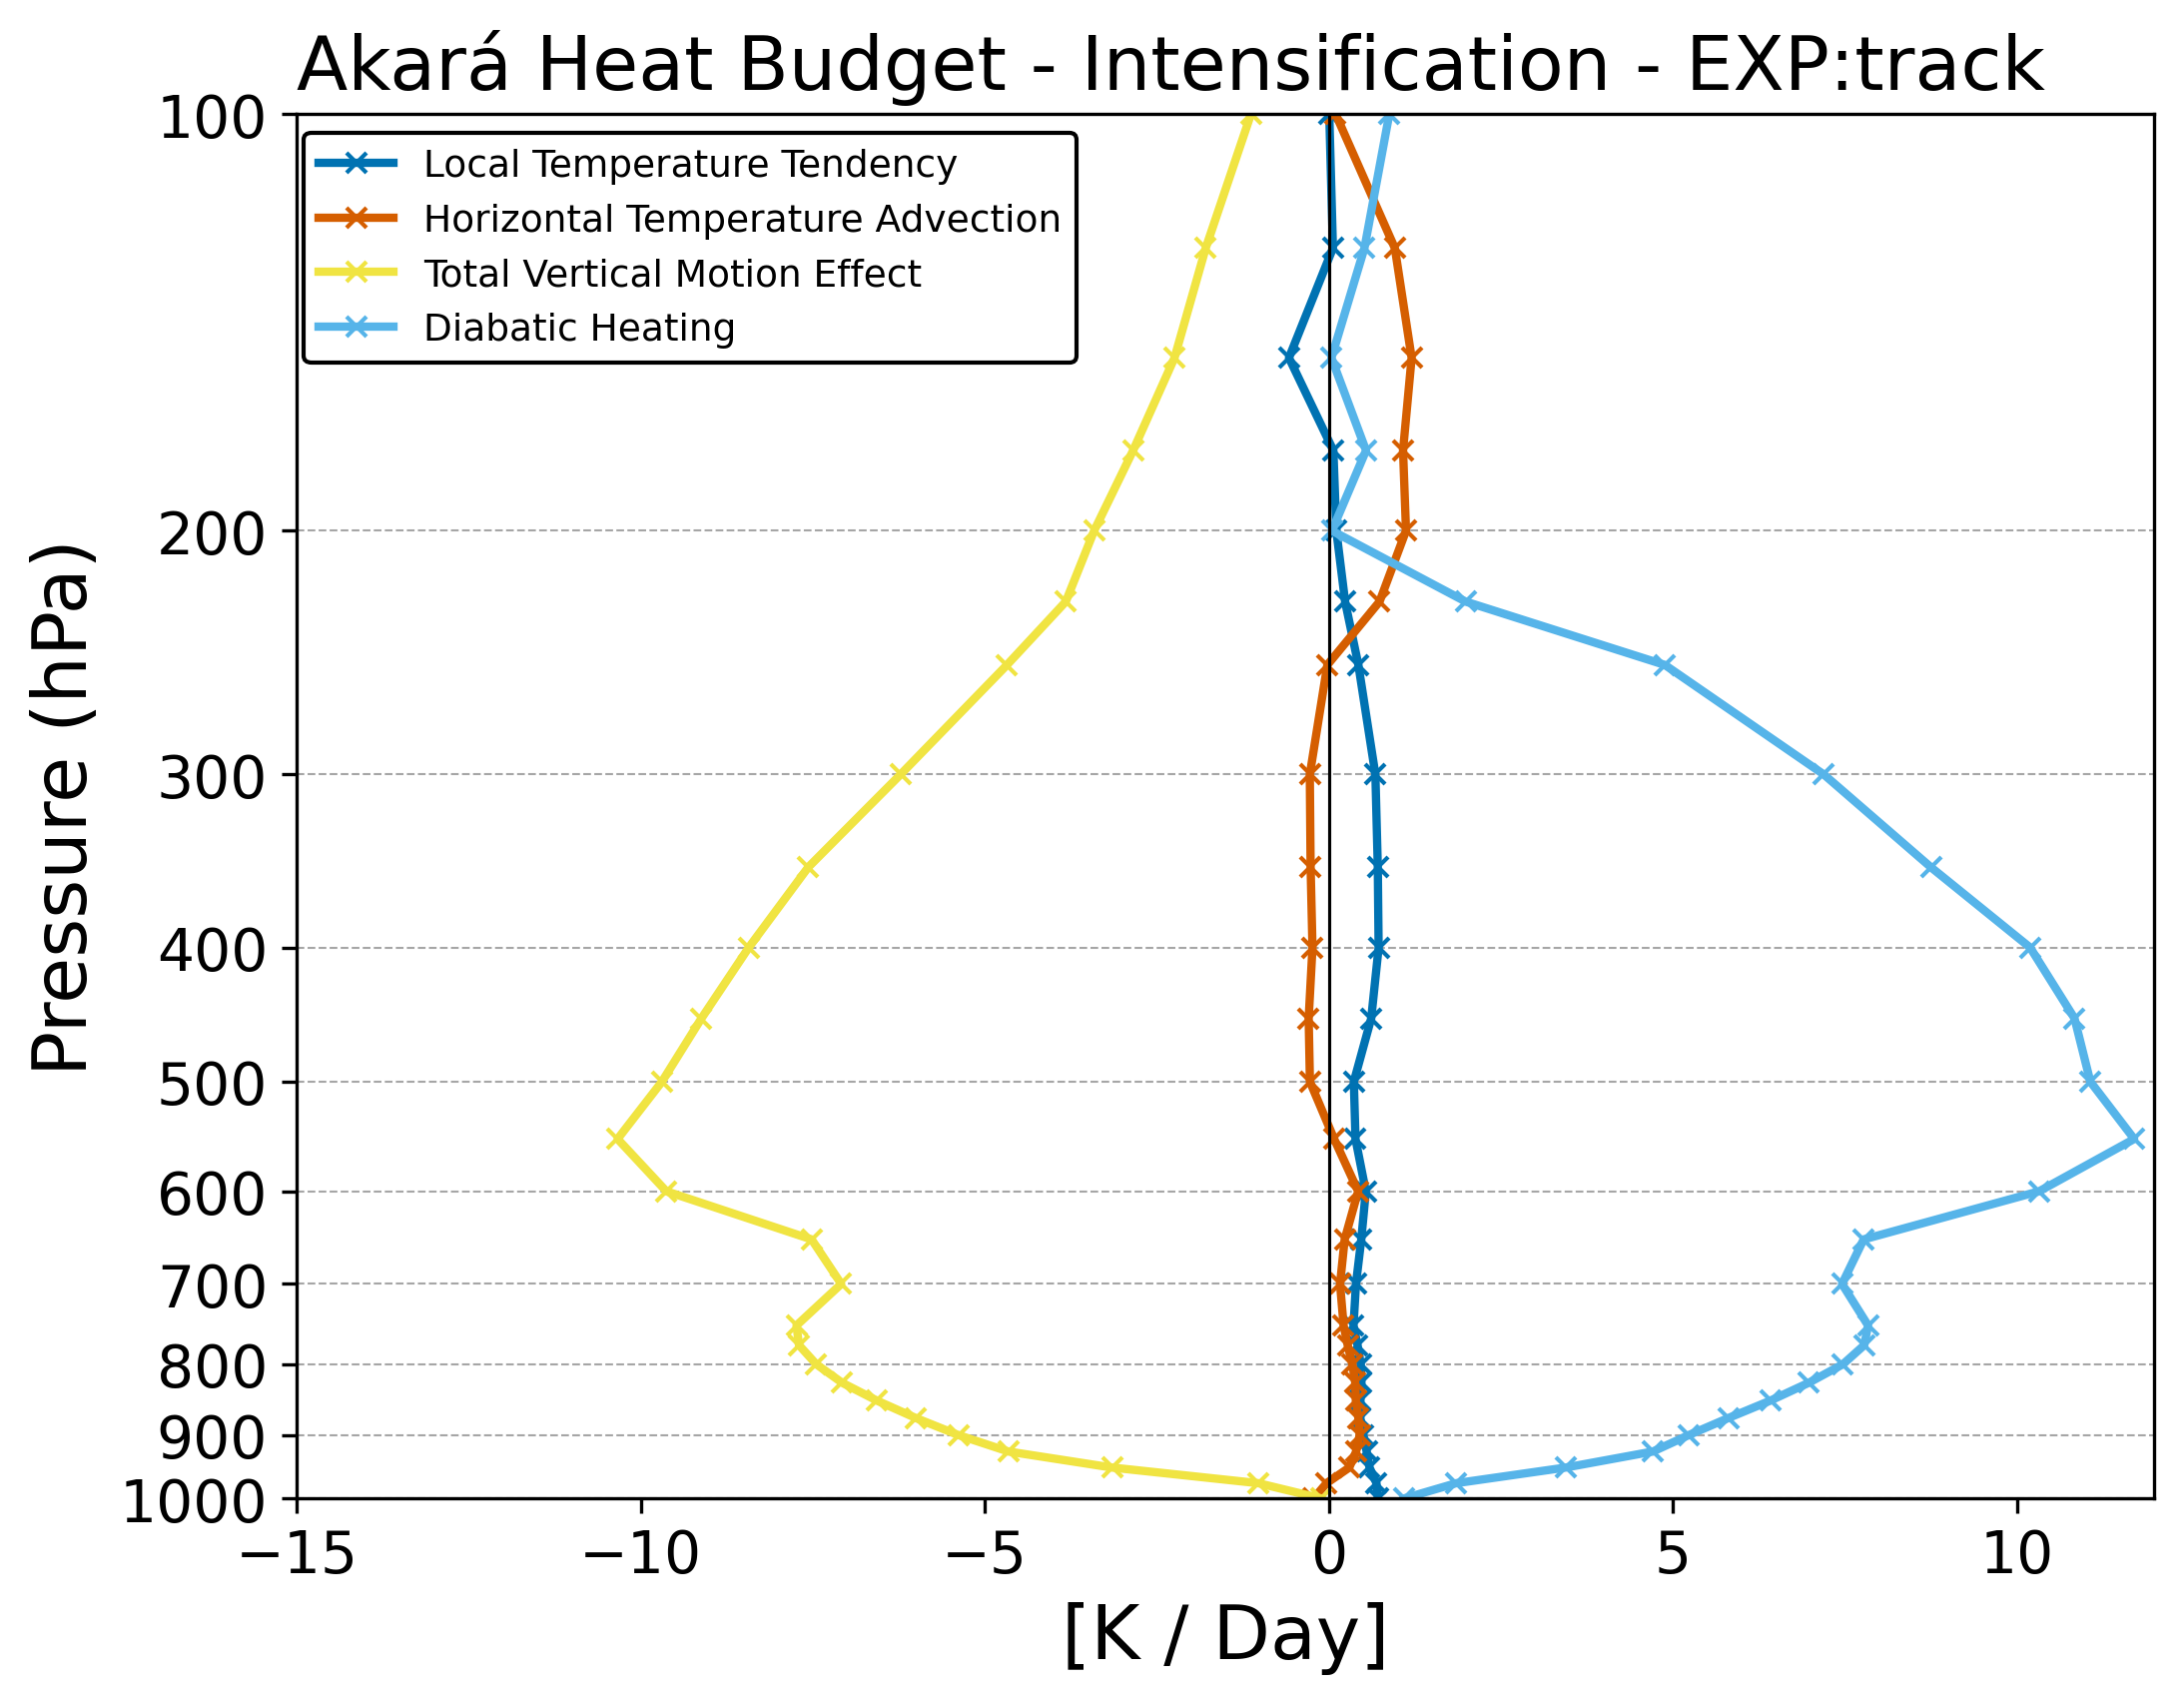 Akará Heat Budget - Intensification - EXP:track
100
Local Temperature Tendency
Horizontal Temperature Advection
Total Vertical Motion Effect
Diabatic Heating
200
300
400
500
600
700
800
900
1000
Pressure (hPa)
−15 −10 −5 0 5 10
[K / Day]